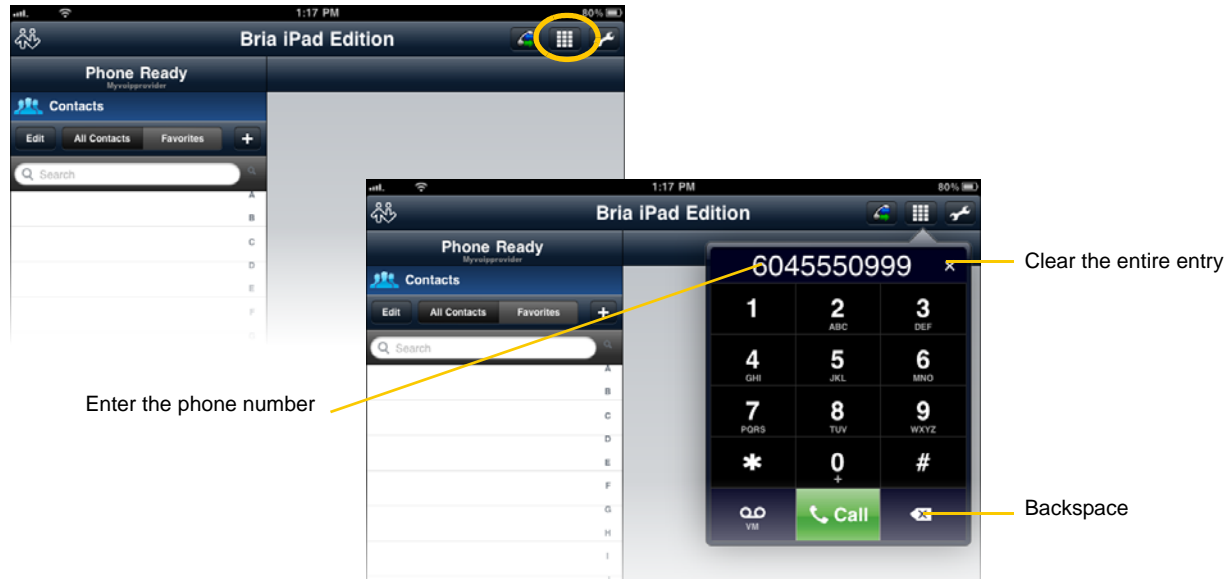 1:17 PM
80%
Bria iPad Edition
Phone Ready
Myvoipprovider
Contacts
Edit
All Contacts
Favorites
+
Search
A
B
C
D
E
F
G
1:17 PM
80%
Bria iPad Edition
Phone Ready
Myvoipprovider
Contacts
Edit
All Contacts
Favorites
+
Search
A
B
C
D
E
F
G
H
I
6045550999 ×
1
2 ABC
3 DEF
4 GHI
5 JKL
6 MNO
7 PQRS
8 TUV
9 WXYZ
*
0 +
#
VM
Call
Clear the entire entry
Enter the phone number
Backspace